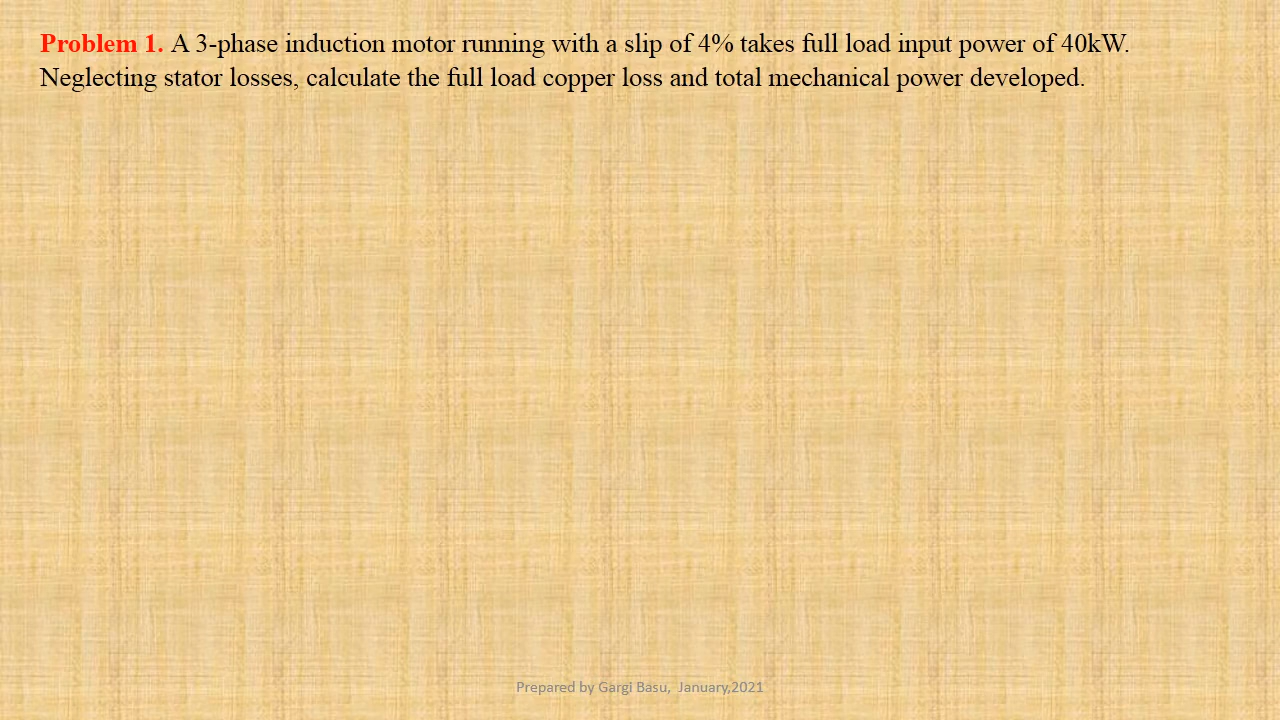 Problem 1. A 3-phase induction motor running with a slip of 4% takes full load input power of 40kW.
Neglecting stator losses, calculate the full load copper loss and total mechanical power developed.
Prepared by Gargi Basu,  January,2021